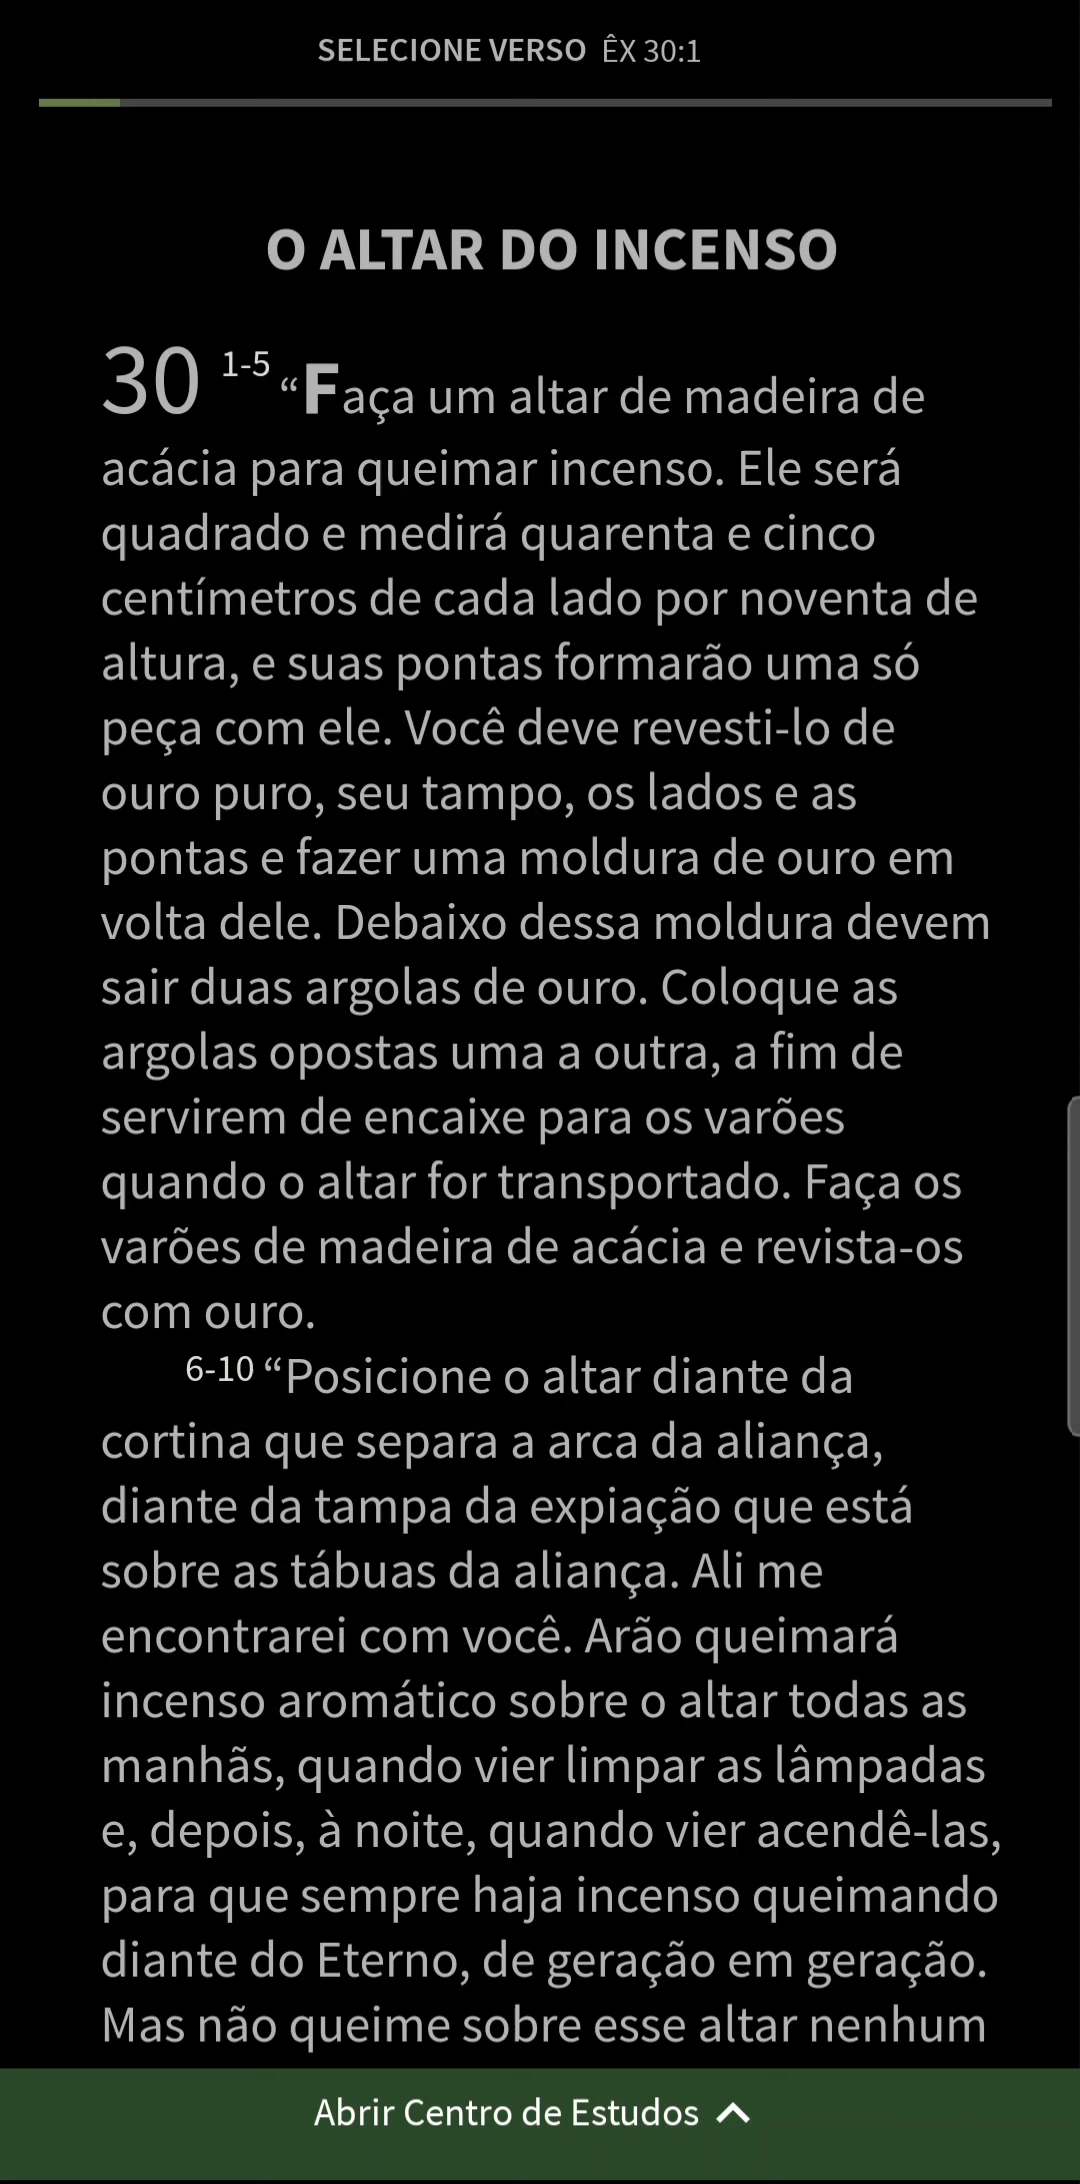 SELECIONE VERSO ÊX 30:1
O ALTAR DO INCENSO
30 1-5 “Faça um altar de madeira de
acácia para queimar incenso. Ele será
quadrado e medirá quarenta e cinco
centímetros de cada lado por noventa de
altura, e suas pontas formarão uma só
peça com ele. Você deve revesti-lo de
ouro puro, seu tampo, os lados e as
pontas e fazer uma moldura de ouro em
volta dele. Debaixo dessa moldura devem
sair duas argolas de ouro. Coloque as
argolas opostas uma a outra, a fim de
servirem de encaixe para os varões
quando o altar for transportado. Faça os
varões de madeira de acácia e revista-os
com ouro.
6-10 “Posicione o altar diante da
cortina que separa a arca da aliança,
diante da tampa da expiação que está
sobre as tábuas da aliança. Ali me
encontrarei com você. Arão queimará
incenso aromático sobre o altar todas as
manhãs, quando vier limpar as lâmpadas
e, depois, à noite, quando vier acendê-las,
para que sempre haja incenso queimando
diante do Eterno, de geração em geração.
Mas não queime sobre esse altar nenhum
Abrir Centro de Estudos